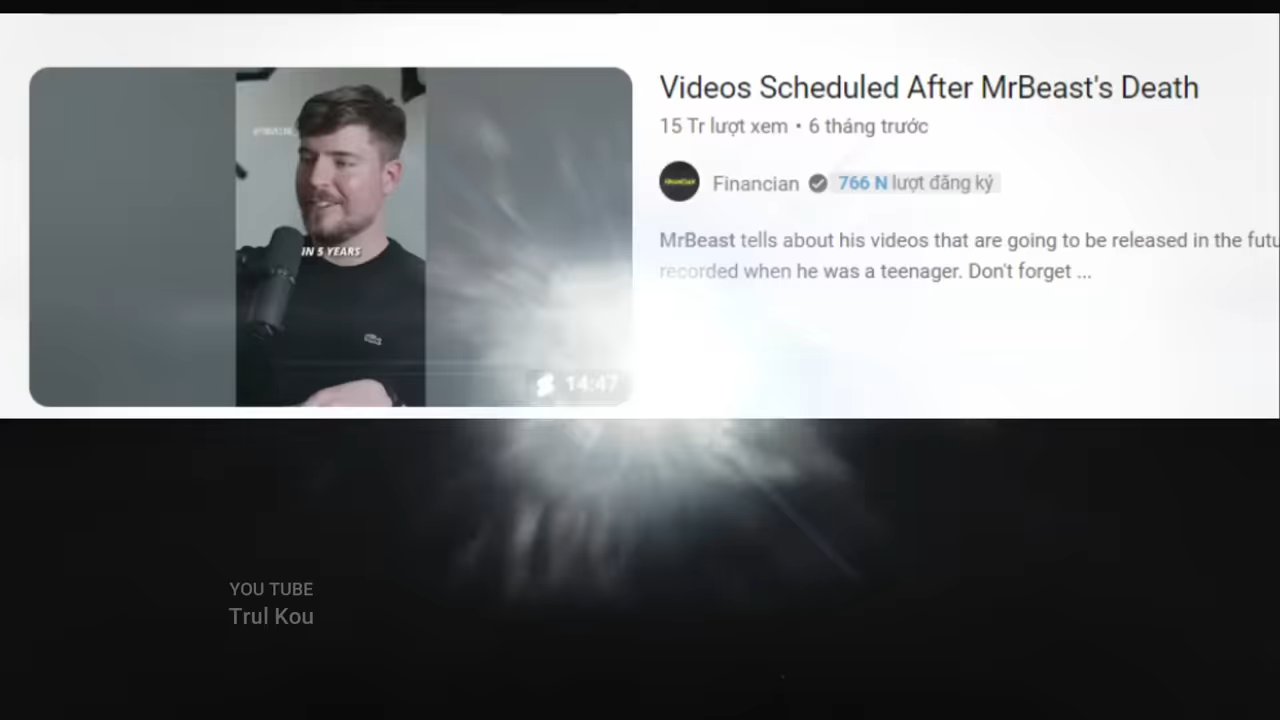 Videos Scheduled After MrBeast's Death
15 Tr lượt xem • 6 tháng trước
Financian 766 N lượt đăng ký
MrBeast tells about his videos that are going to be released in the futu
recorded when he was a teenager. Don't forget ...
IN 5 YEARS
14:47
YOU TUBE
Trul Kou